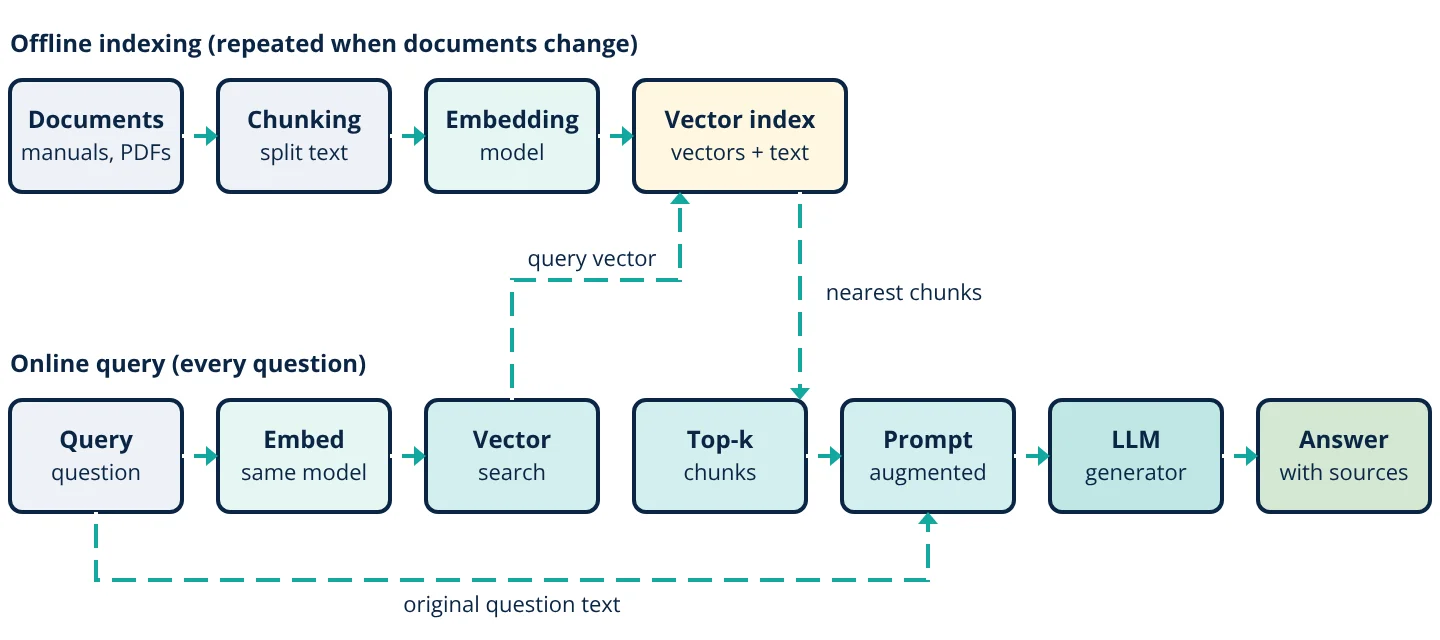 Offline indexing (repeated when documents change)
Documents
manuals, PDFs
Chunking
split text
Embedding
model
Vector index
vectors + text
query vector
nearest chunks
Online query (every question)
Query
question
Embed
same model
Vector
search
Top-k
chunks
Prompt
augmented
LLM
generator
Answer
with sources
original question text